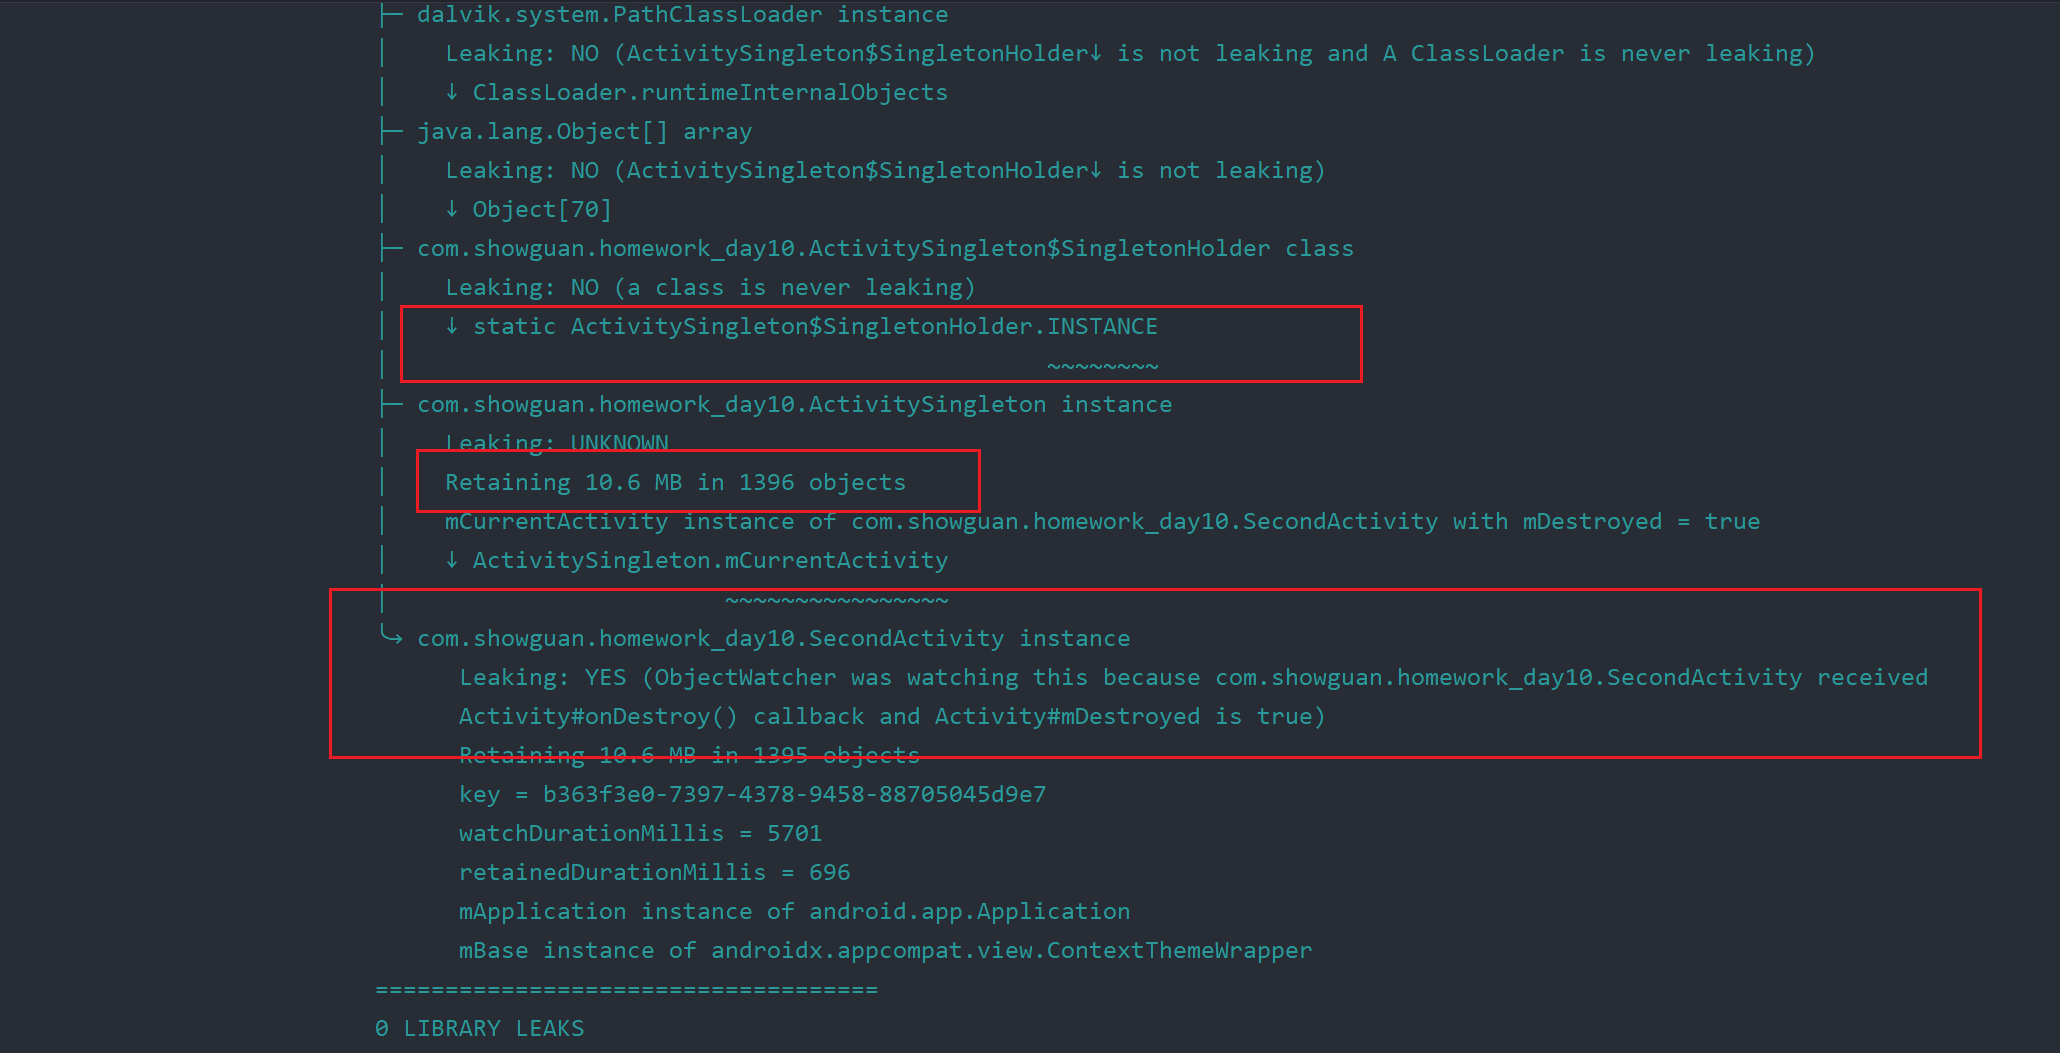 ├─ dalvik.system.PathClassLoader instance
│    Leaking: NO (ActivitySingleton$SingletonHolder↓ is not leaking and A ClassLoader is never leaking)
│    ↓ ClassLoader.runtimeInternalObjects
├─ java.lang.Object[] array
│    Leaking: NO (ActivitySingleton$SingletonHolder↓ is not leaking)
│    ↓ Object[70]
├─ com.showguan.homework_day10.ActivitySingleton$SingletonHolder class
│    Leaking: NO (a class is never leaking)
│    ↓ static ActivitySingleton$SingletonHolder.INSTANCE
│                                               ~~~~~~~~
├─ com.showguan.homework_day10.ActivitySingleton instance
│    Leaking: UNKNOWN
│    Retaining 10.6 MB in 1396 objects
│    mCurrentActivity instance of com.showguan.homework_day10.SecondActivity with mDestroyed = true
│    ↓ ActivitySingleton.mCurrentActivity
│                        ~~~~~~~~~~~~~~~~
╰→ com.showguan.homework_day10.SecondActivity instance
     Leaking: YES (ObjectWatcher was watching this because com.showguan.homework_day10.SecondActivity received
     Activity#onDestroy() callback and Activity#mDestroyed is true)
     Retaining 10.6 MB in 1395 objects
     key = b363f3e0-7397-4378-9458-88705045d9e7
     watchDurationMillis = 5701
     retainedDurationMillis = 696
     mApplication instance of android.app.Application
     mBase instance of androidx.appcompat.view.ContextThemeWrapper
====================================
0 LIBRARY LEAKS